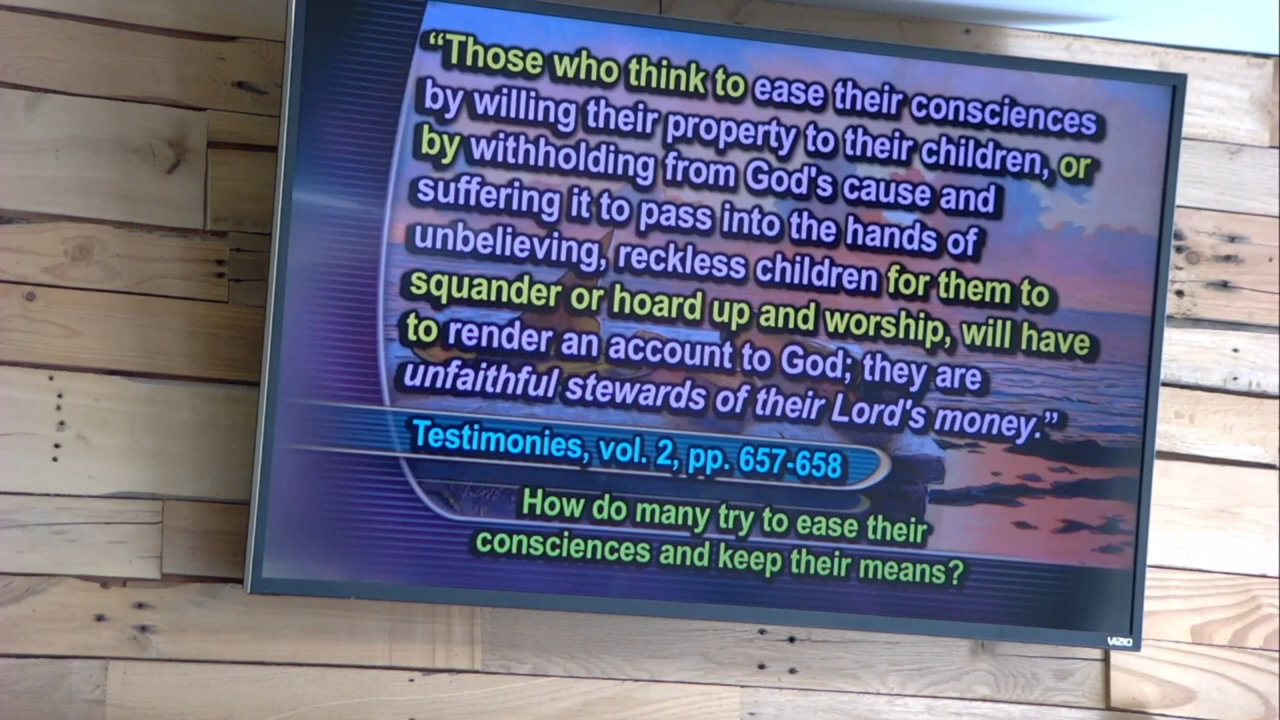 “Those who think to ease their consciences
by willing their property to their children, or
by withholding from God's cause and
suffering it to pass into the hands of
unbelieving, reckless children for them to
squander or hoard up and worship, will have
to render an account to God; they are
unfaithful stewards of their Lord's money.”
Testimonies, vol. 2, pp. 657-658
How do many try to ease their
consciences and keep their means?
VIZIO